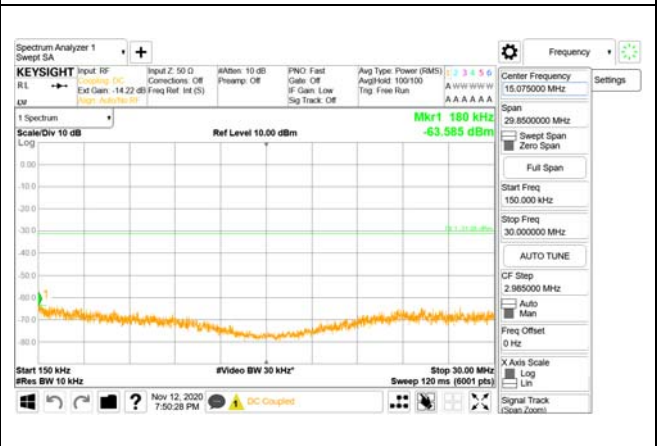 Spectrum Analyzer 1
Swept SA
Frequency
KEYSIGHT
RL
Input: RF
Coupling: DC
Ext Gain: -14.22 dB
Align: Auto/No RF
Input Z: 50 Ω
Corrections: Off
Freq Ref: Int (S)
#Atten: 10 dB
Preamp: Off
PNO: Fast
Gate: Off
IF Gain: Low
Sig Track: Off
Avg Type: Power (RMS)
Avg|Hold: 100/100
Trig: Free Run
1 2 3 4 5 6
A W W W W W
A A A A A A
1 Spectrum
Scale/Div 10 dB
Ref Level 10.00 dBm
Mkr1 180 kHz
-63.585 dBm
Log
0.00
-10.0
-20.0
-30.0
-40.0
-50.0
-60.0
-70.0
-80.0
1
Start 150 kHz
#Res BW 10 kHz
#Video BW 30 kHz*
Stop 30.00 MHz
Sweep 120 ms (6001 pts)
Nov 12, 2020
7:50:28 PM
DC Coupled
Settings
Center Frequency
15.075000 MHz
Span
29.8500000 MHz
Swept Span
Zero Span
Full Span
Start Freq
150.000 kHz
Stop Freq
30.000000 MHz
AUTO TUNE
CF Step
2.985000 MHz
Auto
Man
Freq Offset
0 Hz
X Axis Scale
Log
Lin
Signal Track
(Span Zoom)